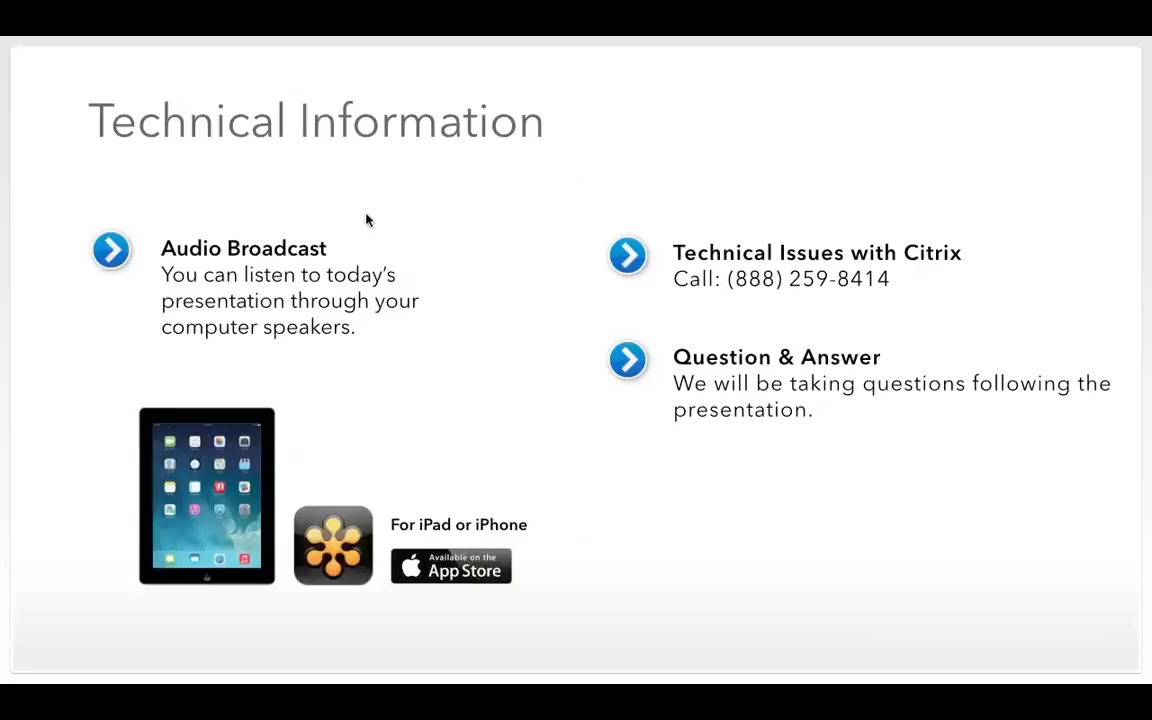 Technical Information
Audio Broadcast
You can listen to today's
presentation through your
computer speakers.
For iPad or iPhone
Available on the
App Store
Technical Issues with Citrix
Call: (888) 259-8414
Question & Answer
We will be taking questions following the
presentation.